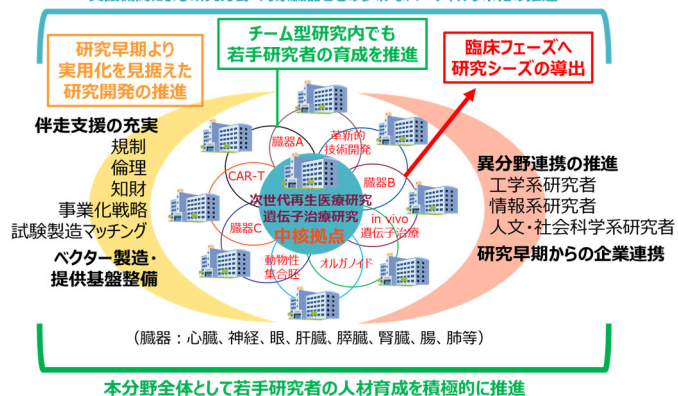 研究早期より
実用化を見据えた
研究開発の推進
チーム型研究内でも
若手研究者の育成を推進
臨床フェーズへ
研究シーズの導出
伴走支援の充実
規制
倫理
知財
事業化戦略
試験製造マッチング
ベクター製造・
提供基盤整備
臓器A
革新的
技術開発
CAR-T
臓器B
次世代再生医療研究
遺伝子治療研究
中核拠点
臓器C
in vivo
遺伝子治療
動物性
集合胚
オルガノイド
異分野連携の推進
工学系研究者
情報系研究者
人文・社会科学系研究者
研究早期からの企業連携
（臓器：心臓、神経、眼、肝臓、膵臓、腎臓、腸、肺等）
本分野全体として若手研究者の人材育成を積極的に推進